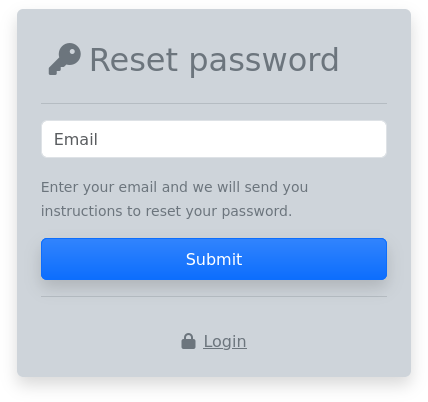 Reset password
Email
Enter your email and we will send you
instructions to reset your password.
Submit
Login